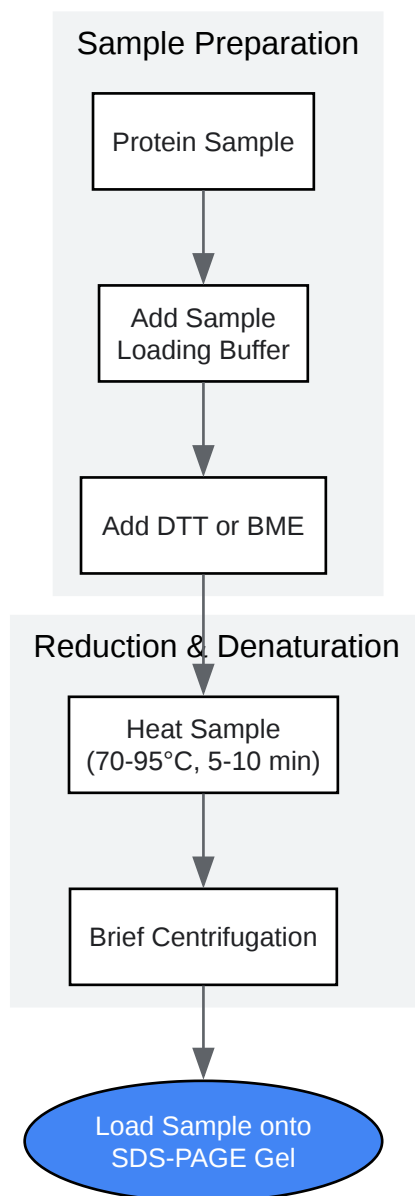 Sample Preparation
Protein Sample
Add Sample
Loading Buffer
Add DTT or BME
Reduction & Denaturation
Heat Sample
(70-95°C, 5-10 min)
Brief Centrifugation
Load Sample onto
SDS-PAGE Gel